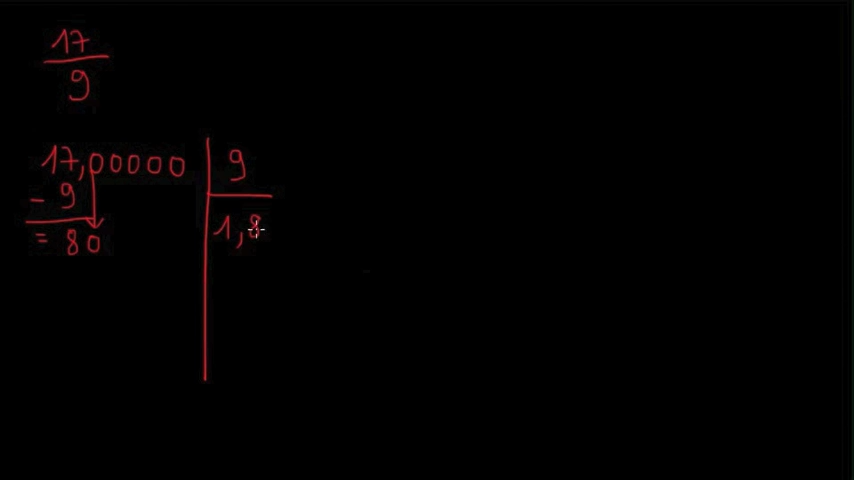 17
9
17,00000 9
- 9
= 80 1,8